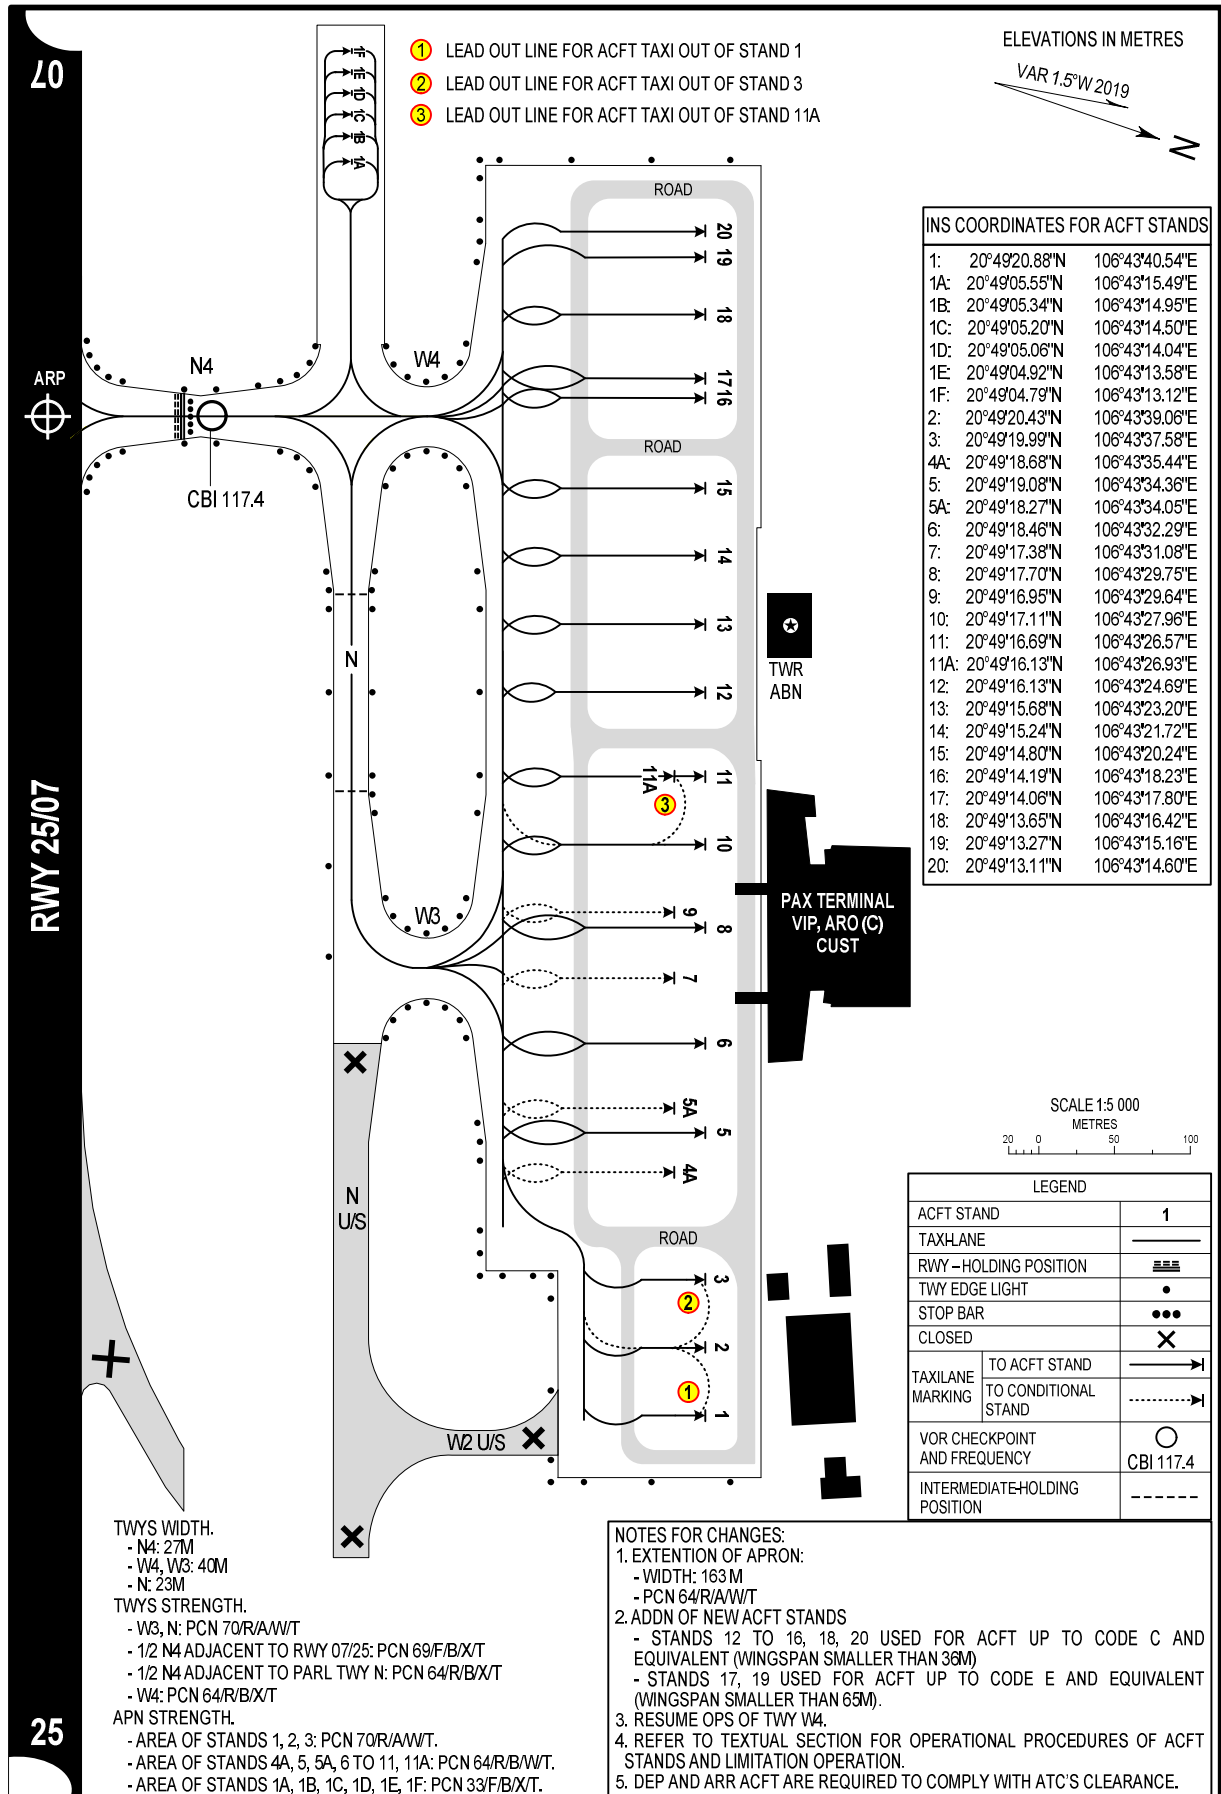 07
1 LEAD OUT LINE FOR ACFT TAXI OUT OF STAND 1
2 LEAD OUT LINE FOR ACFT TAXI OUT OF STAND 3
3 LEAD OUT LINE FOR ACFT TAXI OUT OF STAND 11A
ELEVATIONS IN METRES
VAR 1.5°W 2019
N
1F
1E
1D
1C
1B
1A
ROAD
20
19
18
17 16
ROAD
15
14
13
12
11A
11
3
10
9
8
7
6
5A
5
4A
ROAD
3
2
2
1
1
N4
W4
ARP
CBI 117.4
N
W3
TWR
ABN
PAX TERMINAL
VIP, ARO (C)
CUST
RWY 25/07
N
U/S
W2 U/S
25
INS COORDINATES FOR ACFT STANDS
1: 20°49'20.88"N 106°43'40.54"E
1A: 20°49'05.55"N 106°43'15.49"E
1B: 20°49'05.34"N 106°43'14.95"E
1C: 20°49'05.20"N 106°43'14.50"E
1D: 20°49'05.06"N 106°43'14.04"E
1E: 20°49'04.92"N 106°43'13.58"E
1F: 20°49'04.79"N 106°43'13.12"E
2: 20°49'20.43"N 106°43'39.06"E
3: 20°49'19.99"N 106°43'37.58"E
4A: 20°49'18.68"N 106°43'35.44"E
5: 20°49'19.08"N 106°43'34.36"E
5A: 20°49'18.27"N 106°43'34.05"E
6: 20°49'18.46"N 106°43'32.29"E
7: 20°49'17.38"N 106°43'31.08"E
8: 20°49'17.70"N 106°43'29.75"E
9: 20°49'16.95"N 106°43'29.64"E
10: 20°49'17.11"N 106°43'27.96"E
11: 20°49'16.69"N 106°43'26.57"E
11A: 20°49'16.13"N 106°43'26.93"E
12: 20°49'16.13"N 106°43'24.69"E
13: 20°49'15.68"N 106°43'23.20"E
14: 20°49'15.24"N 106°43'21.72"E
15: 20°49'14.80"N 106°43'20.24"E
16: 20°49'14.19"N 106°43'18.23"E
17: 20°49'14.06"N 106°43'17.80"E
18: 20°49'13.65"N 106°43'16.42"E
19: 20°49'13.27"N 106°43'15.16"E
20: 20°49'13.11"N 106°43'14.60"E
SCALE 1:5 000
METRES
20 0 50 100
LEGEND
ACFT STAND 1
TAXI-LANE
RWY – HOLDING POSITION
TWY EDGE LIGHT
STOP BAR
CLOSED
TAXILANE
MARKING
TO ACFT STAND
TO CONDITIONAL
STAND
VOR CHECKPOINT
AND FREQUENCY CBI 117.4
INTERMEDIATE-HOLDING
POSITION
TWYS WIDTH.
- N4: 27M
- W4, W3: 40M
- N: 23M
TWYS STRENGTH.
- W3, N: PCN 70/R/A/W/T
- 1/2 N4 ADJACENT TO RWY 07/25: PCN 69/F/B/X/T
- 1/2 N4 ADJACENT TO PARL TWY N: PCN 64/R/B/X/T
- W4: PCN 64/R/B/X/T
APN STRENGTH.
- AREA OF STANDS 1, 2, 3: PCN 70/R/A/W/T.
- AREA OF STANDS 4A, 5, 5A, 6 TO 11, 11A: PCN 64/R/B/W/T.
- AREA OF STANDS 1A, 1B, 1C, 1D, 1E, 1F: PCN 33/F/B/X/T.
NOTES FOR CHANGES:
1. EXTENTION OF APRON:
- WIDTH: 163 M
- PCN 64/R/A/W/T
2. ADDN OF NEW ACFT STANDS
- STANDS 12 TO 16, 18, 20 USED FOR ACFT UP TO CODE C AND
EQUIVALENT (WINGSPAN SMALLER THAN 36M)
- STANDS 17, 19 USED FOR ACFT UP TO CODE E AND EQUIVALENT
(WINGSPAN SMALLER THAN 65M).
3. RESUME OPS OF TWY W4.
4. REFER TO TEXTUAL SECTION FOR OPERATIONAL PROCEDURES OF ACFT
STANDS AND LIMITATION OPERATION.
5. DEP AND ARR ACFT ARE REQUIRED TO COMPLY WITH ATC'S CLEARANCE.